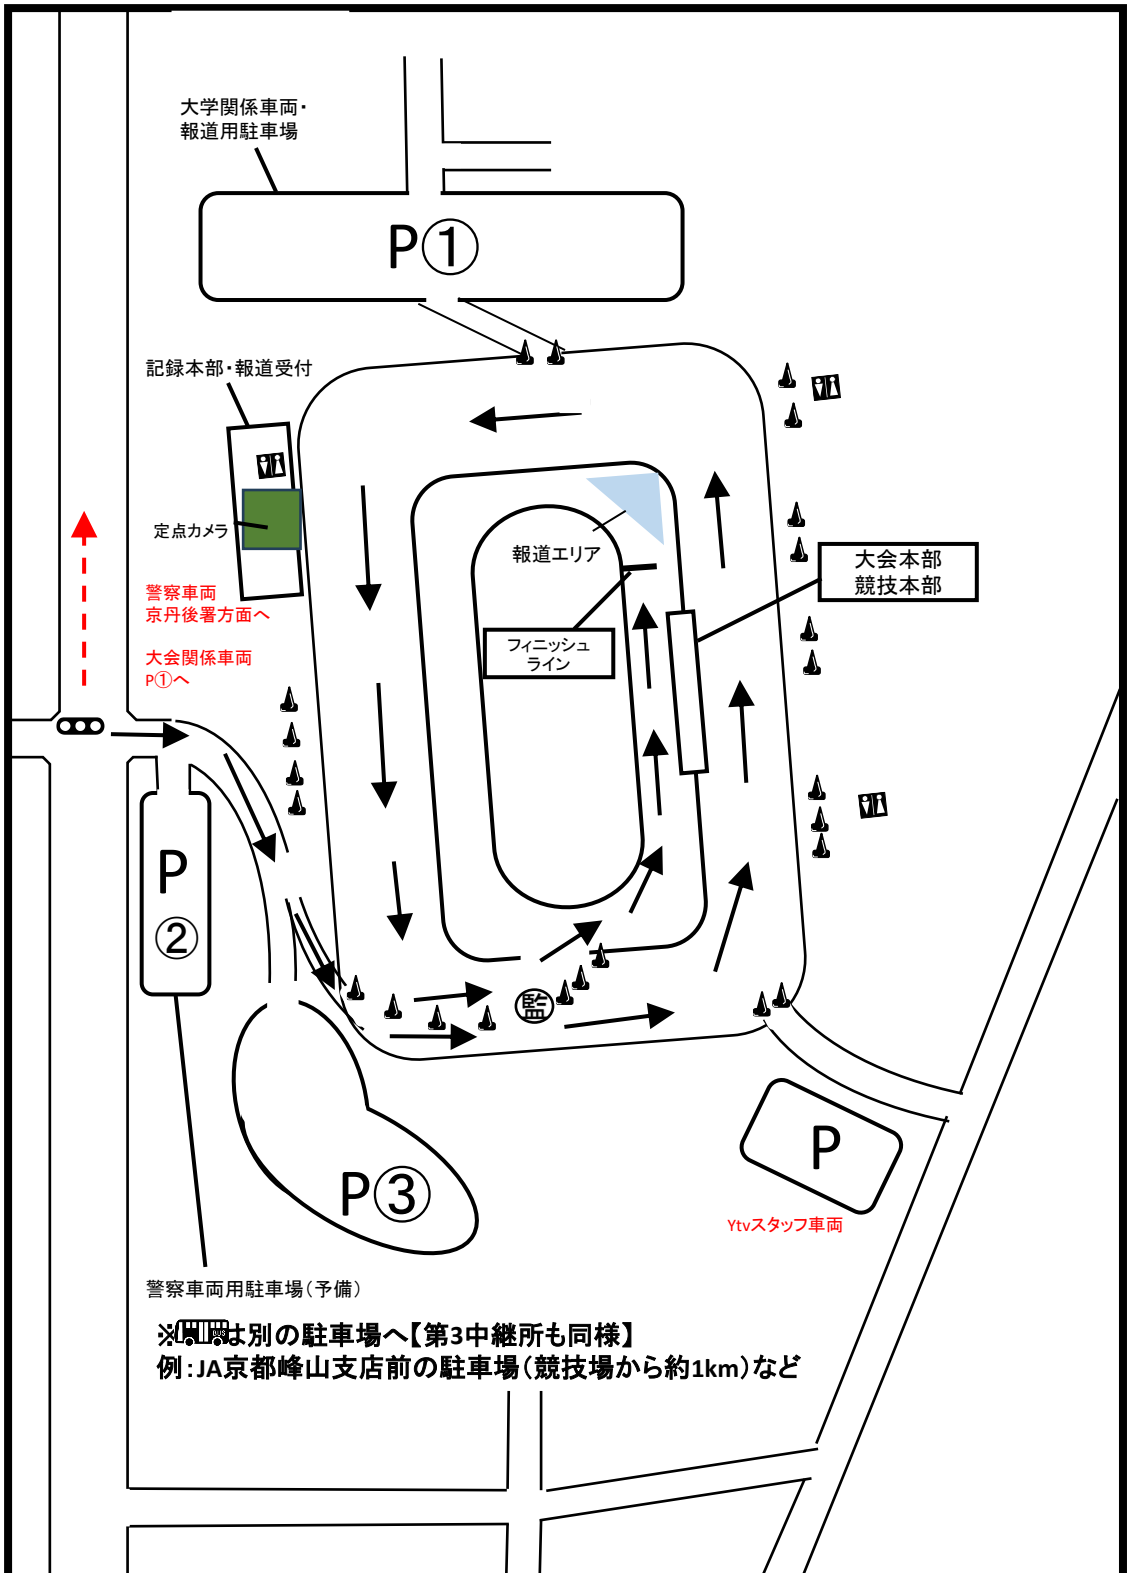 大学関係車両・
報道用駐車場
P①
記録本部・報道受付
定点カメラ
報道エリア
大会本部
競技本部
警察車両
京丹後署方面へ
フィニッシュ
ライン
大会関係車両
P①へ
P
②
監
P③
P
Ytvスタッフ車両
警察車両用駐車場（予備）
※BUSは別の駐車場へ【第3中継所も同様】
例：JA京都峰山支店前の駐車場（競技場から約1km）など